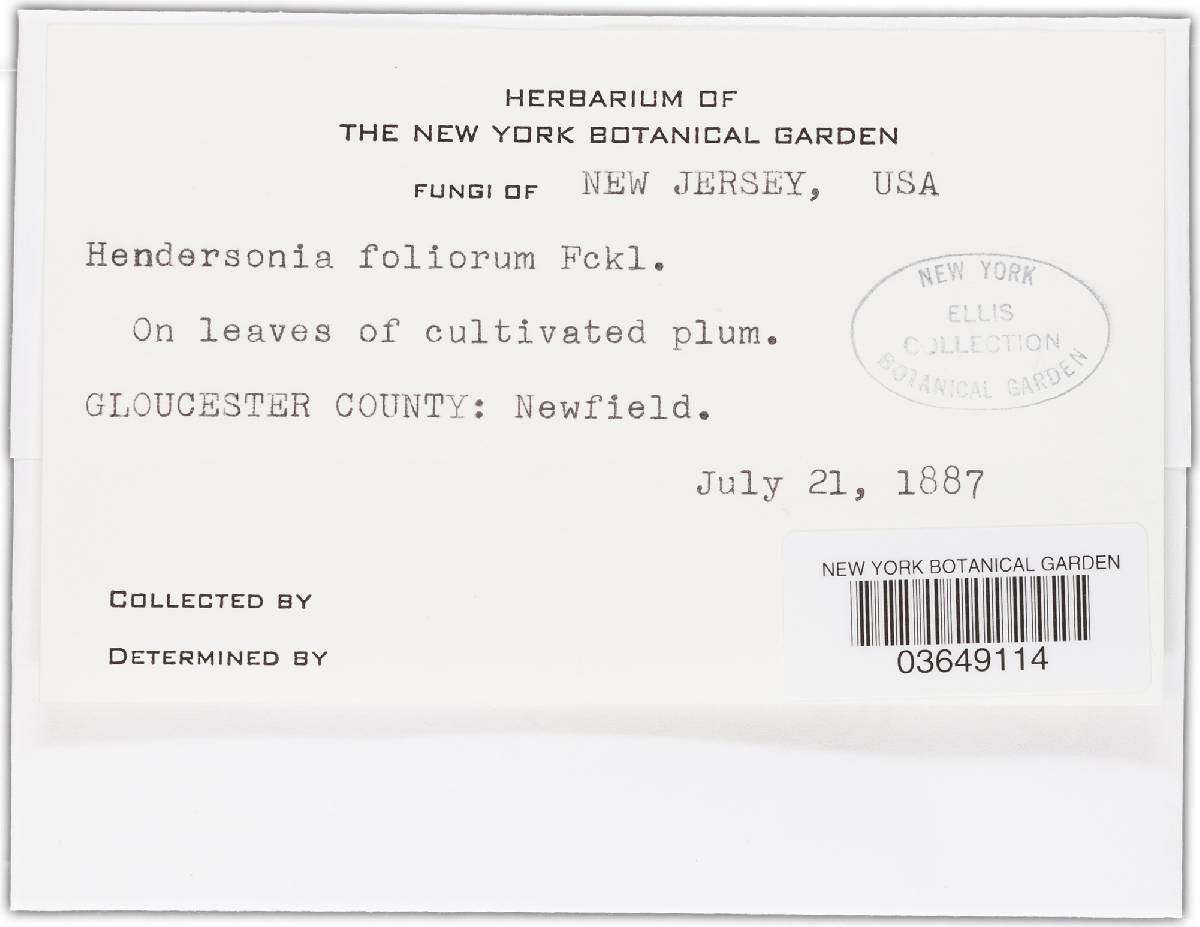 HERBARIUM OF
THE NEW YORK BOTANICAL GARDEN
FUNGI OF NEW JERSEY, USA
Hendersonia foliorum Fckl.
On leaves of cultivated plum.
GLOUCESTER COUNTY: Newfield.
July 21, 1887
NEW YORK
ELLIS
COLLECTION
BOTANICAL GARDEN
COLLECTED BY
DETERMINED BY
NEW YORK BOTANICAL GARDEN
03649114